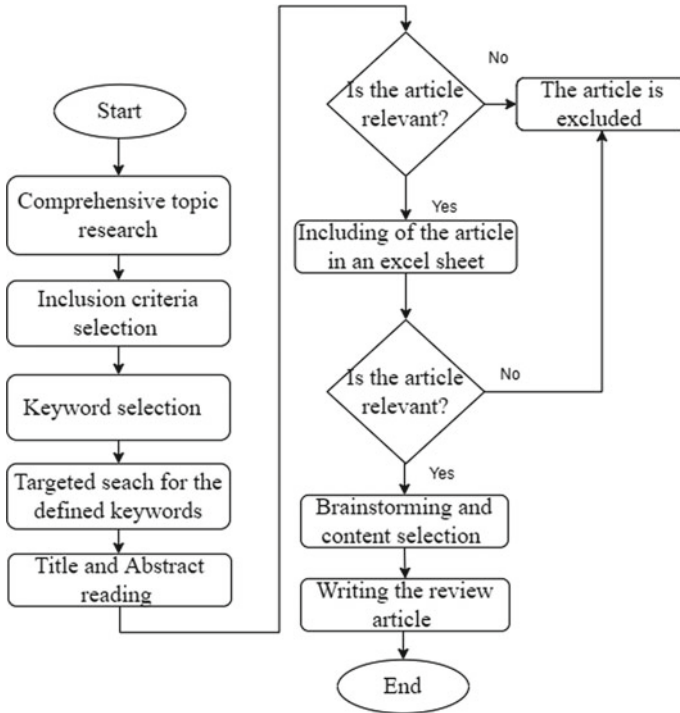 Start
Comprehensive topic
research
Inclusion criteria
selection
Keyword selection
Targeted seach for the
defined keywords
Title and Abstract
reading
Is the article
relevant?
No
The article is
excluded
Yes
Including of the article
in an excel sheet
Is the article
relevant?
No
Yes
Brainstorming and
content selection
Writing the review
article
End